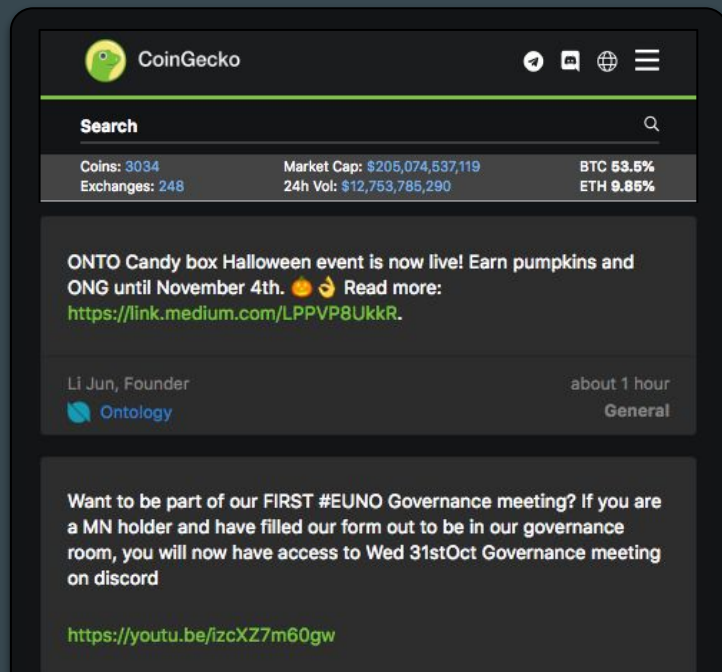 CoinGecko
Search
Coins: 3034 Market Cap: $205,074,537,119 BTC 53.5%
Exchanges: 248 24h Vol: $12,753,785,290 ETH 9.85%
ONTO Candy box Halloween event is now live! Earn pumpkins and
ONG until November 4th. 🎃👌 Read more:
https://link.medium.com/LPPVP8UkkR.
Li Jun, Founder about 1 hour
Ontology General
Want to be part of our FIRST #EUNO Governance meeting? If you are
a MN holder and have filled our form out to be in our governance
room, you will now have access to Wed 31stOct Governance meeting
on discord
https://youtu.be/izcXZ7m60gw